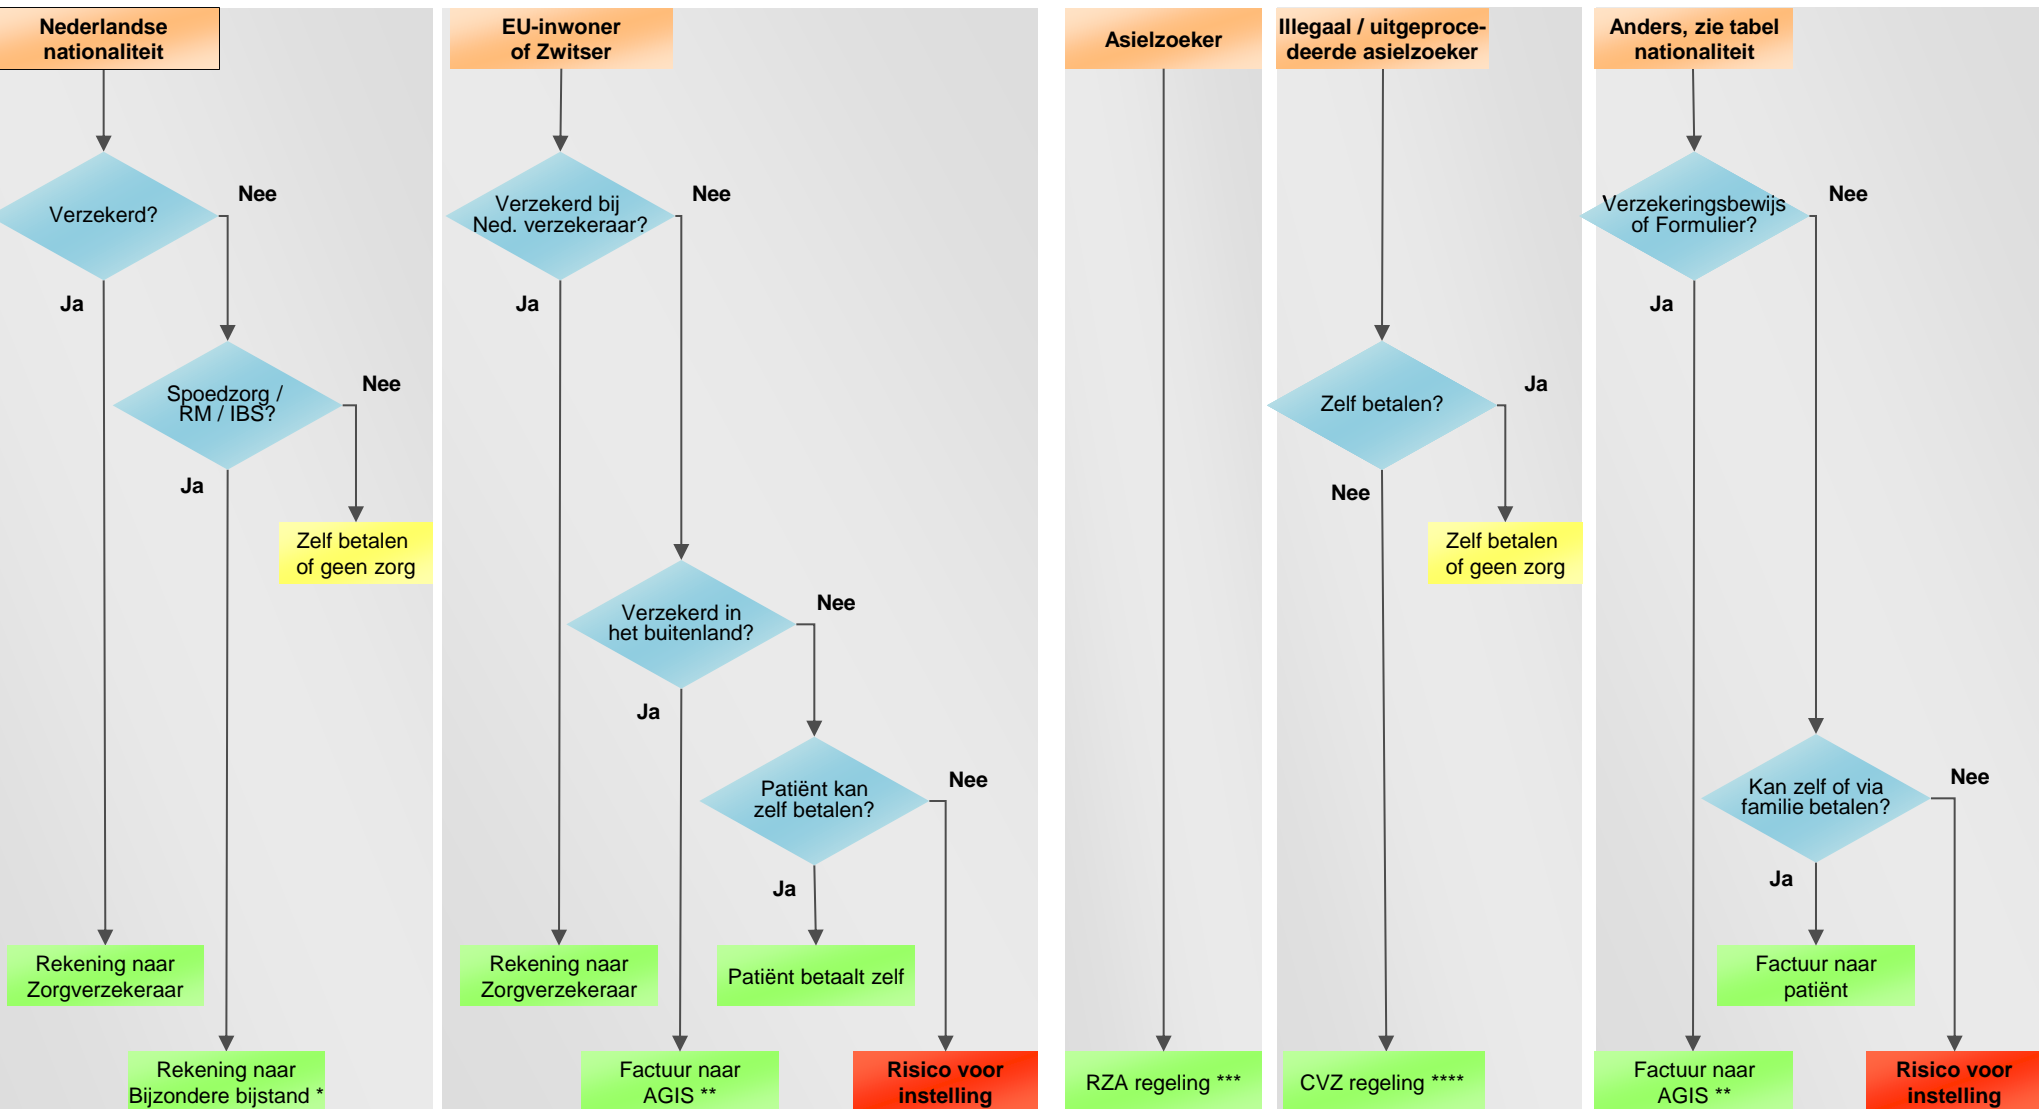 Nederlandse
nationaliteit
Verzekerd?
Nee
Ja
Spoedzorg /
RM / IBS?
Nee
Ja
Zelf betalen
of geen zorg
Rekening naar
Zorgverzekeraar
Rekening naar
Bijzondere bijstand *
EU-inwoner
of Zwitser
Verzekerd bij
Ned. verzekeraar?
Nee
Ja
Verzekerd in
het buitenland?
Nee
Ja
Patiënt kan
zelf betalen?
Nee
Ja
Rekening naar
Zorgverzekeraar
Patiënt betaalt zelf
Factuur naar
AGIS **
Risico voor
instelling
Asielzoeker
RZA regeling ***
Illegaal / uitgeproce-
deerde asielzoeker
Zelf betalen?
Ja
Nee
Zelf betalen
of geen zorg
CVZ regeling ****
Anders, zie tabel
nationaliteit
Verzekeringsbewijs
of Formulier?
Nee
Ja
Kan zelf of via
familie betalen?
Nee
Ja
Factuur naar
patiënt
Factuur naar
AGIS **
Risico voor
instelling